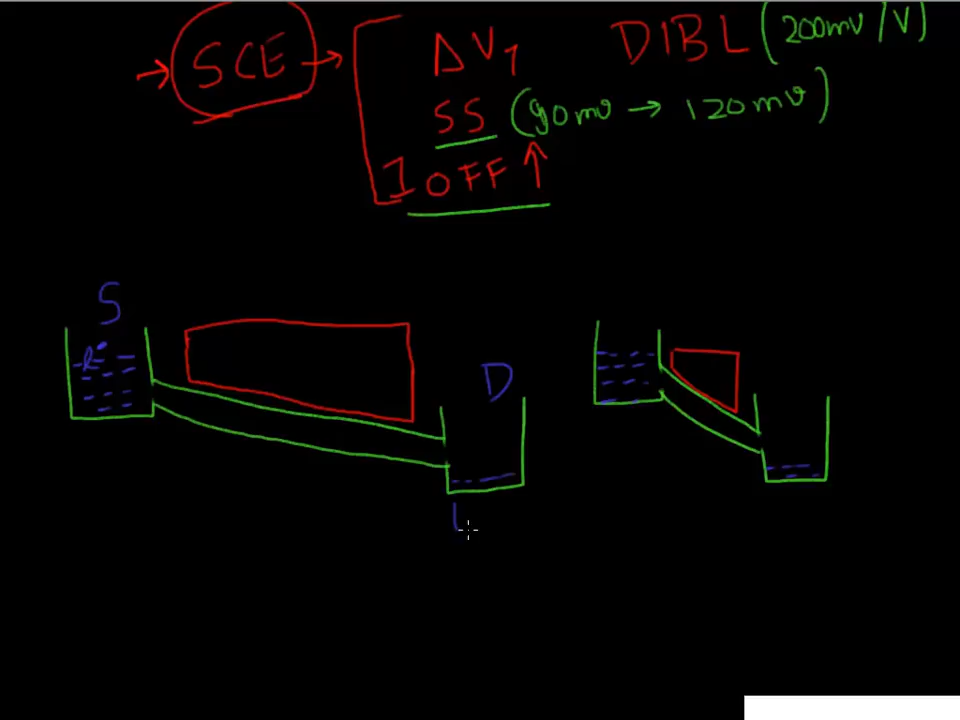 → SCE → ΔVT DIBL (200mv/V)
SS (90mv → 120mv)
IOFF ↑
S
e-
D